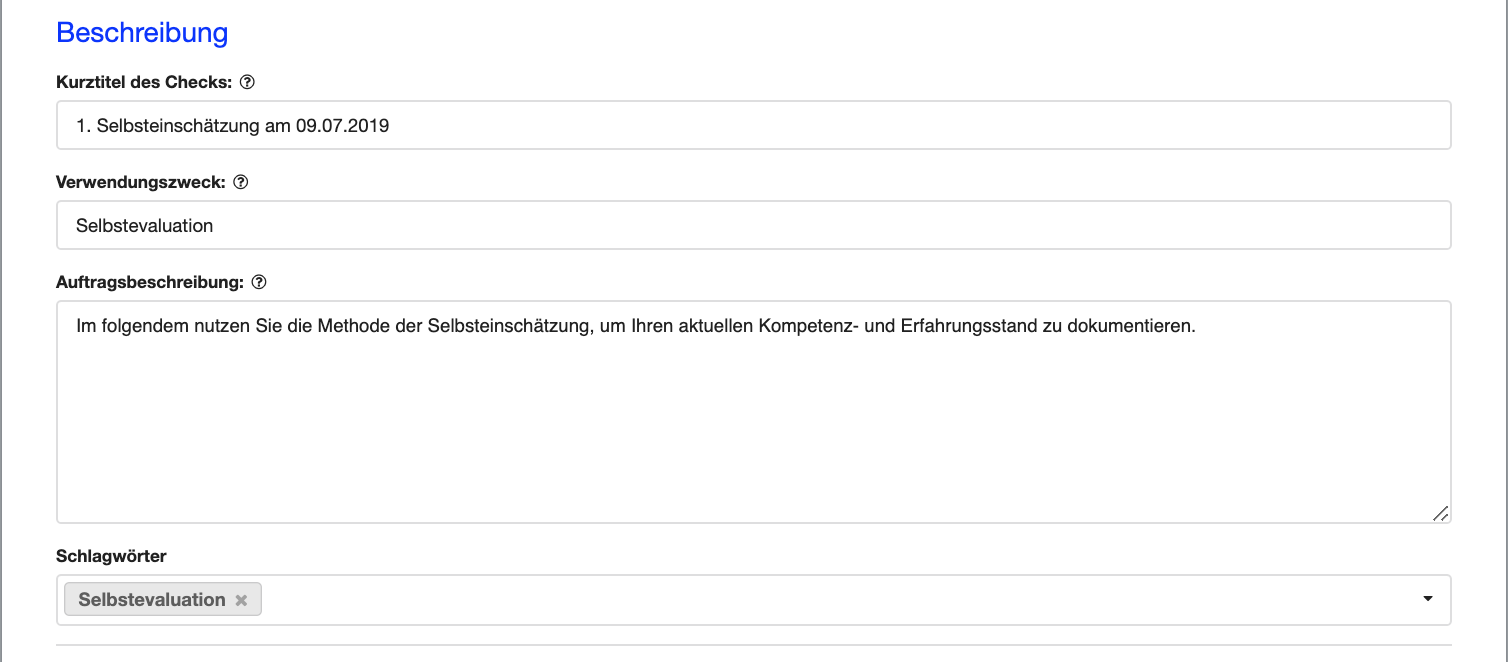 Beschreibung
Kurztitel des Checks:
1. Selbsteinschätzung am 09.07.2019
Verwendungszweck:
Selbstevaluation
Auftragsbeschreibung:
Im folgendem nutzen Sie die Methode der Selbsteinschätzung, um Ihren aktuellen Kompetenz- und Erfahrungsstand zu dokumentieren.
Schlagwörter
Selbstevaluation